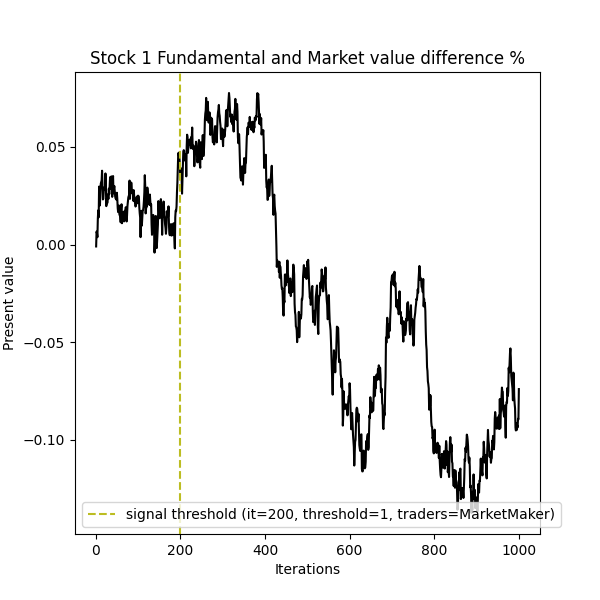 Stock 1 Fundamental and Market value difference %
Present value
0.05
0.00
−0.05
−0.10
signal threshold (it=200, threshold=1, traders=MarketMaker)
0 200 400 600 800 1000
Iterations